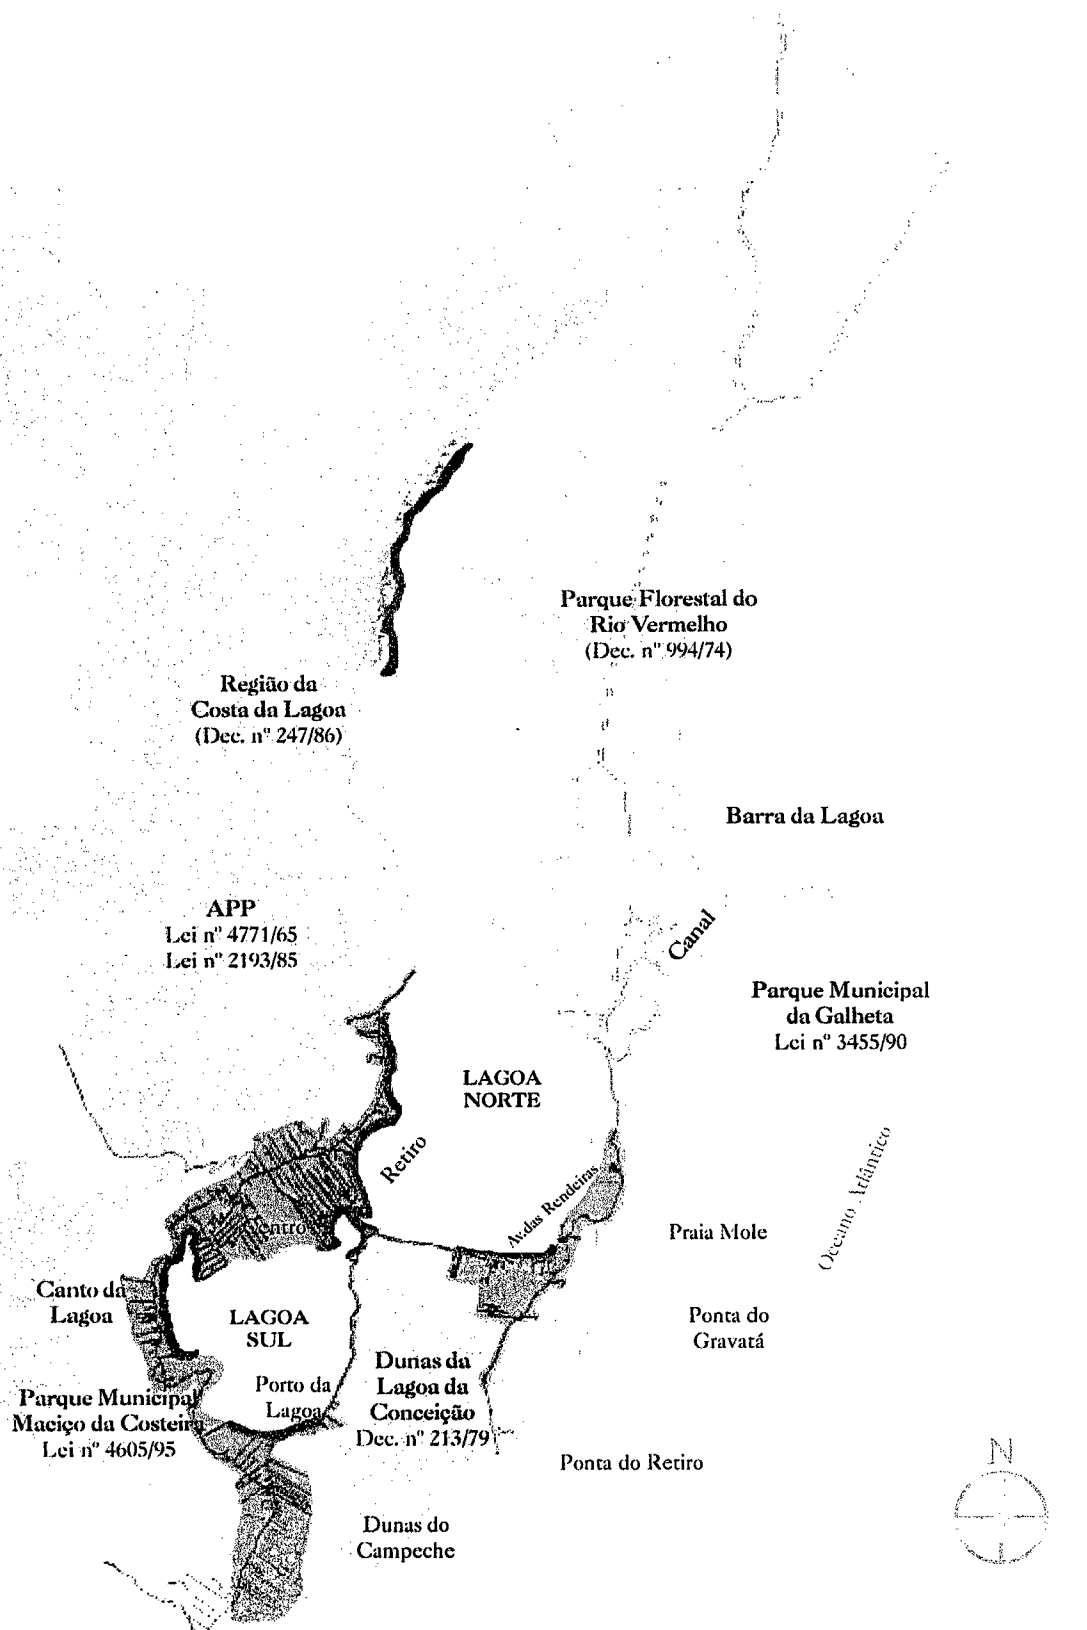 Parque Florestal do
Rio Vermelho
(Dec. nº 994/74)
Região da
Costa da Lagoa
(Dec. nº 247/86)
Barra da Lagoa
APP
Lei nº 4771/65
Lei nº 2193/85
Canal
Parque Municipal
da Galheta
Lei nº 3455/90
LAGOA
NORTE
Retiro
Av.das Rendeiras
Oceano Atlântico
Centro
Praia Mole
Canto da
Lagoa
LAGOA
SUL
Ponta do
Gravatá
Dunas da
Lagoa da
Conceição
Dec. nº 213/79
Porto da
Lagoa
Parque Municipal
Maciço da Costeira
Lei nº 4605/95
Ponta do Retiro
N
Dunas do
Campeche